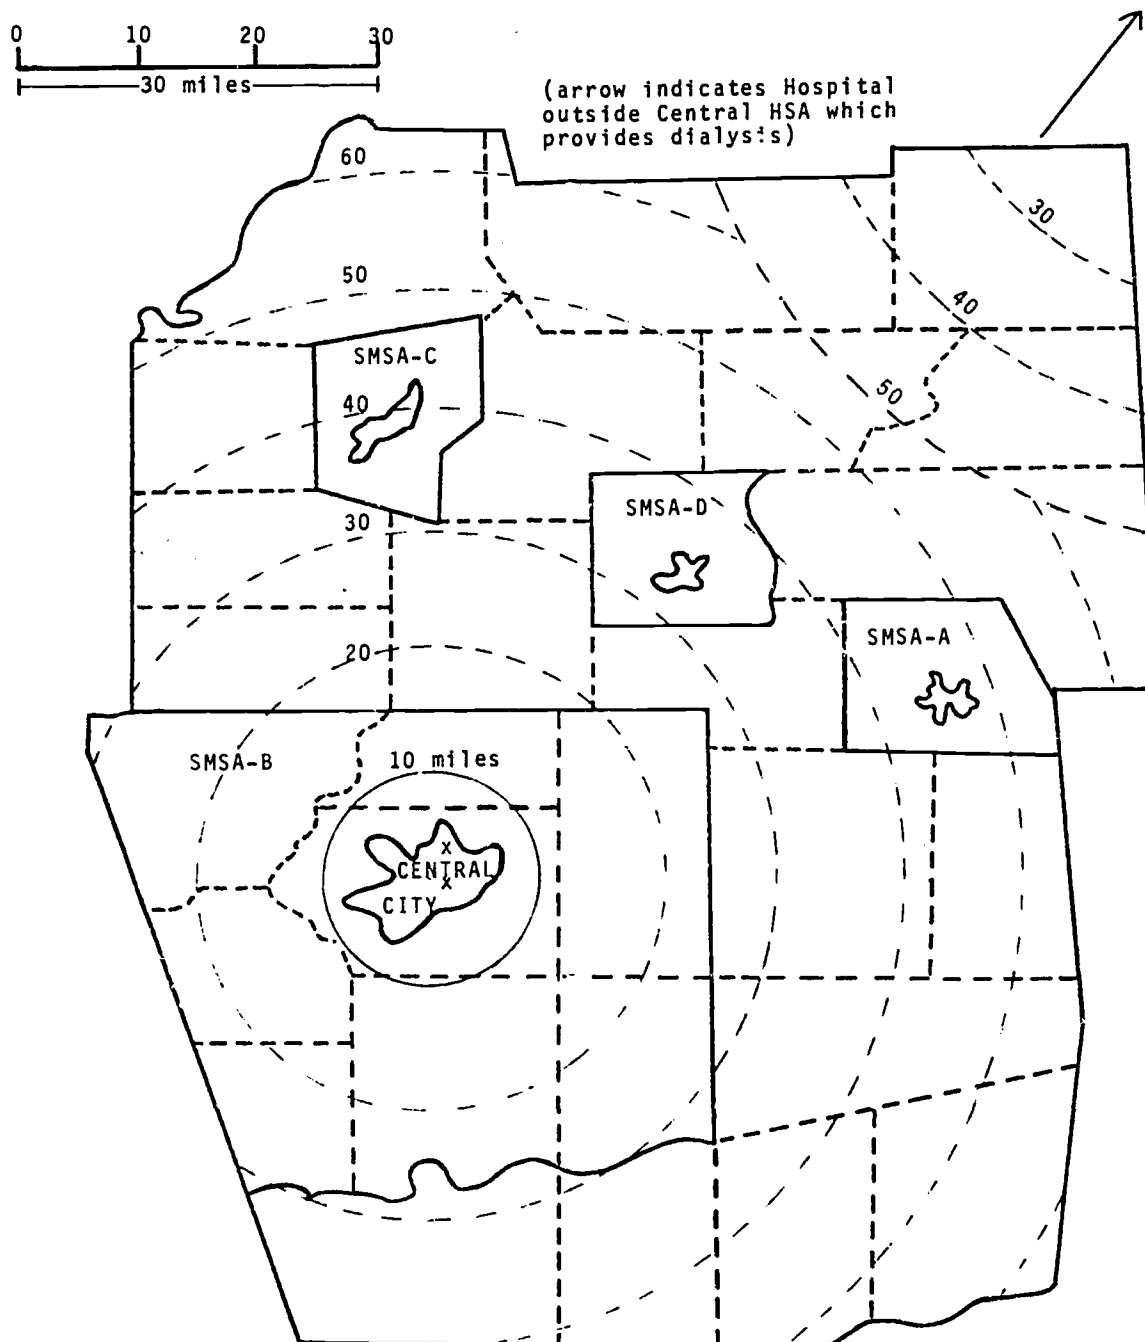 0 10 20 30
30 miles
(arrow indicates Hospital
outside Central HSA which
provides dialysis)
60
30
50
40
SMSA-C
50
40
SMSA-D
30
SMSA-A
20
SMSA-B
10 miles
x
CENTRAL
x
CITY